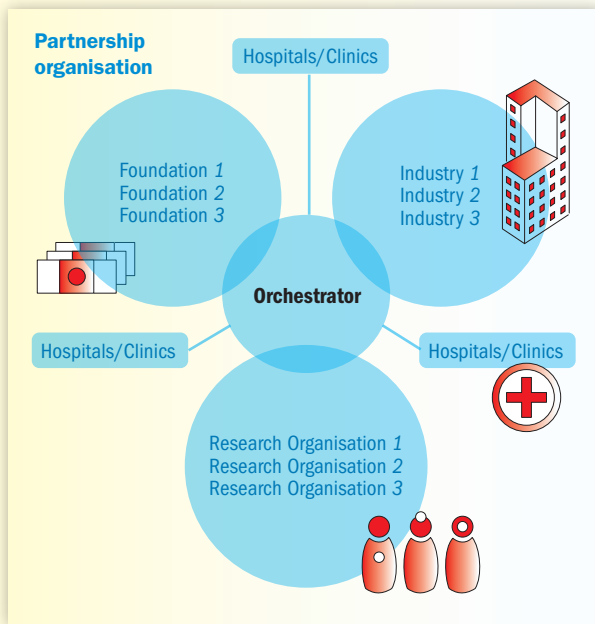 Partnership
organisation
Hospitals/Clinics
Foundation 1
Foundation 2
Foundation 3
Industry 1
Industry 2
Industry 3
Orchestrator
Hospitals/Clinics
Hospitals/Clinics
Research Organisation 1
Research Organisation 2
Research Organisation 3